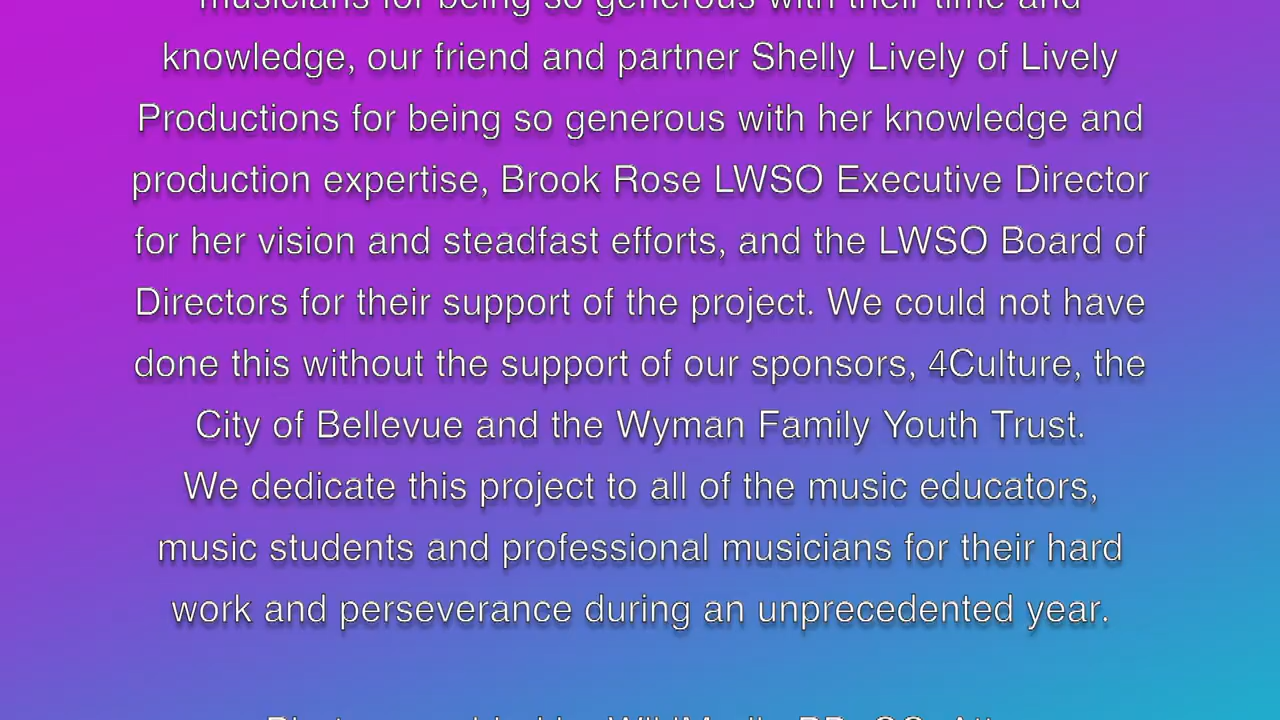 musicians for being so generous with their time and
knowledge, our friend and partner Shelly Lively of Lively
Productions for being so generous with her knowledge and
production expertise, Brook Rose LWSO Executive Director
for her vision and steadfast efforts, and the LWSO Board of
Directors for their support of the project. We could not have
done this without the support of our sponsors, 4Culture, the
City of Bellevue and the Wyman Family Youth Trust.
We dedicate this project to all of the music educators,
music students and professional musicians for their hard
work and perseverance during an unprecedented year.